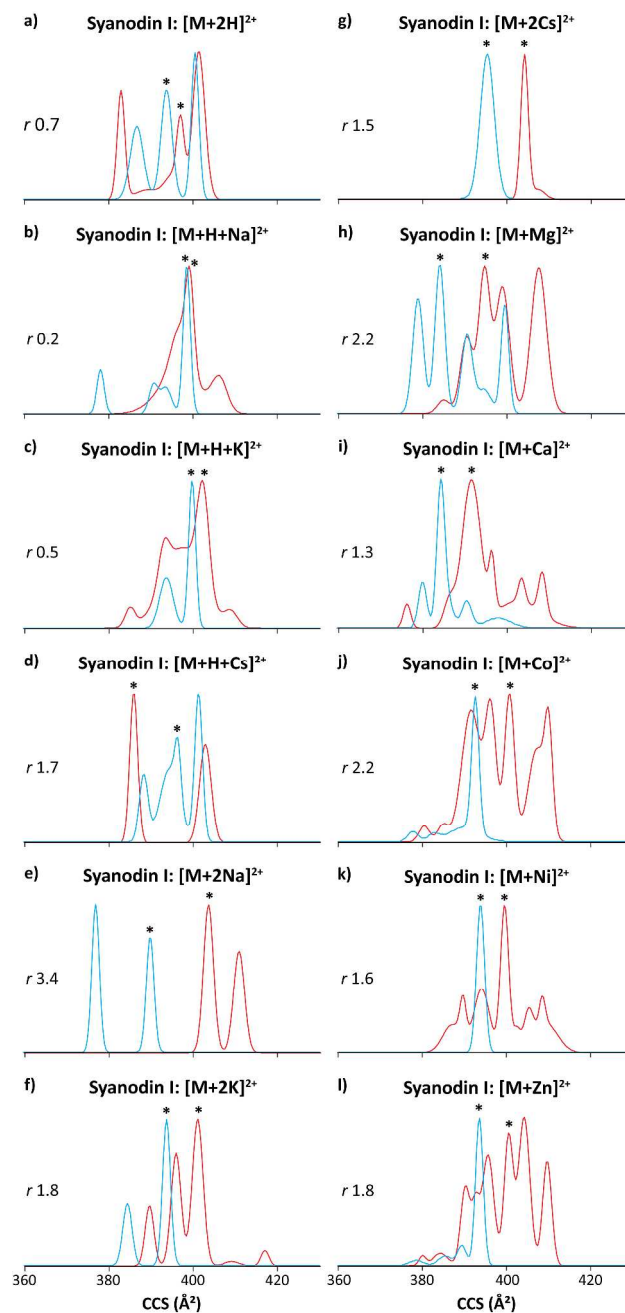 a) Syanodin I: [M+2H]²⁺
* *
r 0.7
b) Syanodin I: [M+H+Na]²⁺
* *
r 0.2
c) Syanodin I: [M+H+K]²⁺
* *
r 0.5
d) Syanodin I: [M+H+Cs]²⁺
* *
r 1.7
e) Syanodin I: [M+2Na]²⁺
* *
r 3.4
f) Syanodin I: [M+2K]²⁺
* *
r 1.8
360 380 400 420
CCS (Å²)
g) Syanodin I: [M+2Cs]²⁺
* *
r 1.5
h) Syanodin I: [M+Mg]²⁺
* *
r 2.2
i) Syanodin I: [M+Ca]²⁺
* *
r 1.3
j) Syanodin I: [M+Co]²⁺
* *
r 2.2
k) Syanodin I: [M+Ni]²⁺
* *
r 1.6
l) Syanodin I: [M+Zn]²⁺
* *
r 1.8
360 380 400 420
CCS (Å²)